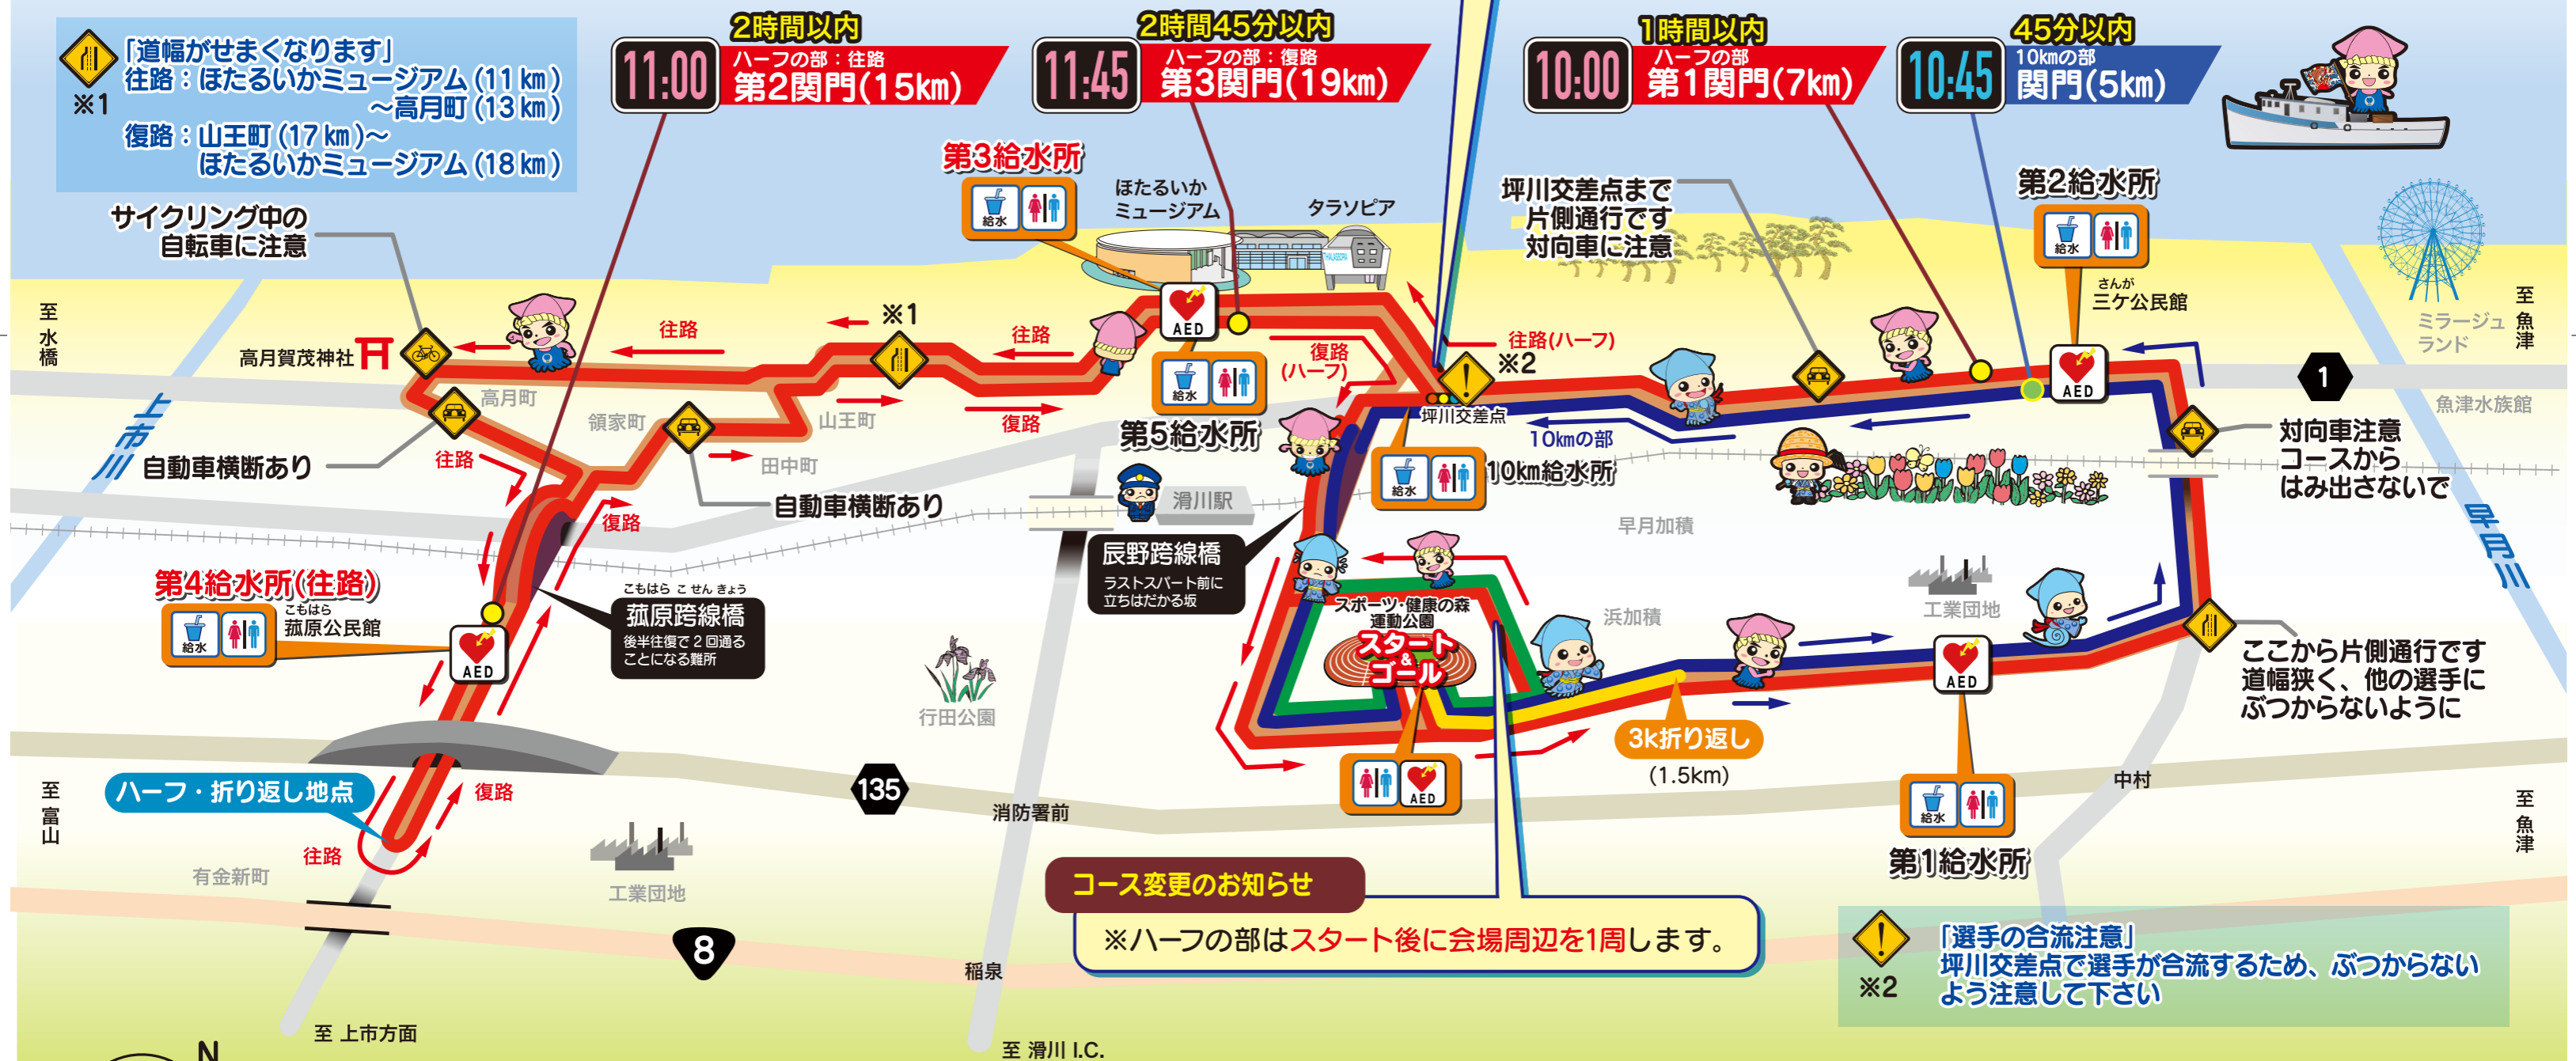 「道幅がせまくなります」
往路：ほたるいかミュージアム(11km)
～高月町(13km)
復路：山王町(17km)～
ほたるいかミュージアム(18km)
※1
2時間以内
11:00
ハーフの部：往路
第2関門(15km)
2時間45分以内
11:45
ハーフの部：復路
第3関門(19km)
1時間以内
10:00
ハーフの部
第1関門(7km)
45分以内
10:45
10kmの部
関門(5km)
サイクリング中の
自転車に注意
第3給水所
給水
ほたるいか
ミュージアム
タラソピア
坪川交差点まで
片側通行です
対向車に注意
第2給水所
給水
さんが
三ケ公民館
至 水橋
高月賀茂神社
往路
※1
往路
AED
復路
(ハーフ)
往路(ハーフ)
※2
AED
ミラージュ
ランド
至 魚津
1
魚津水族館
上市川
高月町
領家町
山王町
復路
給水
第5給水所
坪川交差点
10kmの部
給水
10km給水所
対向車注意
コースから
はみ出さないで
早月川
自動車横断あり
往路
田中町
自動車横断あり
復路
滑川駅
早月加積
辰野跨線橋
ラストスパート前に
立ちはだかる坂
第4給水所(往路)
給水
こもはら
菰原公民館
AED
こもはら こ せん きょう
菰原跨線橋
後半往復で2回通る
ことになる難所
スポーツ・健康の森
運動公園
スタート
&
ゴール
浜加積
工業団地
AED
ここから片側通行です
道幅狭く、他の選手に
ぶつからないように
行田公園
3k折り返し
(1.5km)
AED
給水
第1給水所
中村
至 富山
ハーフ・折り返し地点
復路
往路
135
消防署前
至 魚津
有金新町
工業団地
コース変更のお知らせ
※ハーフの部はスタート後に会場周辺を1周します。
8
稲泉
「選手の合流注意」
坪川交差点で選手が合流するため、ぶつからない
よう注意して下さい
※2
至 上市方面
至 滑川 I.C.
N